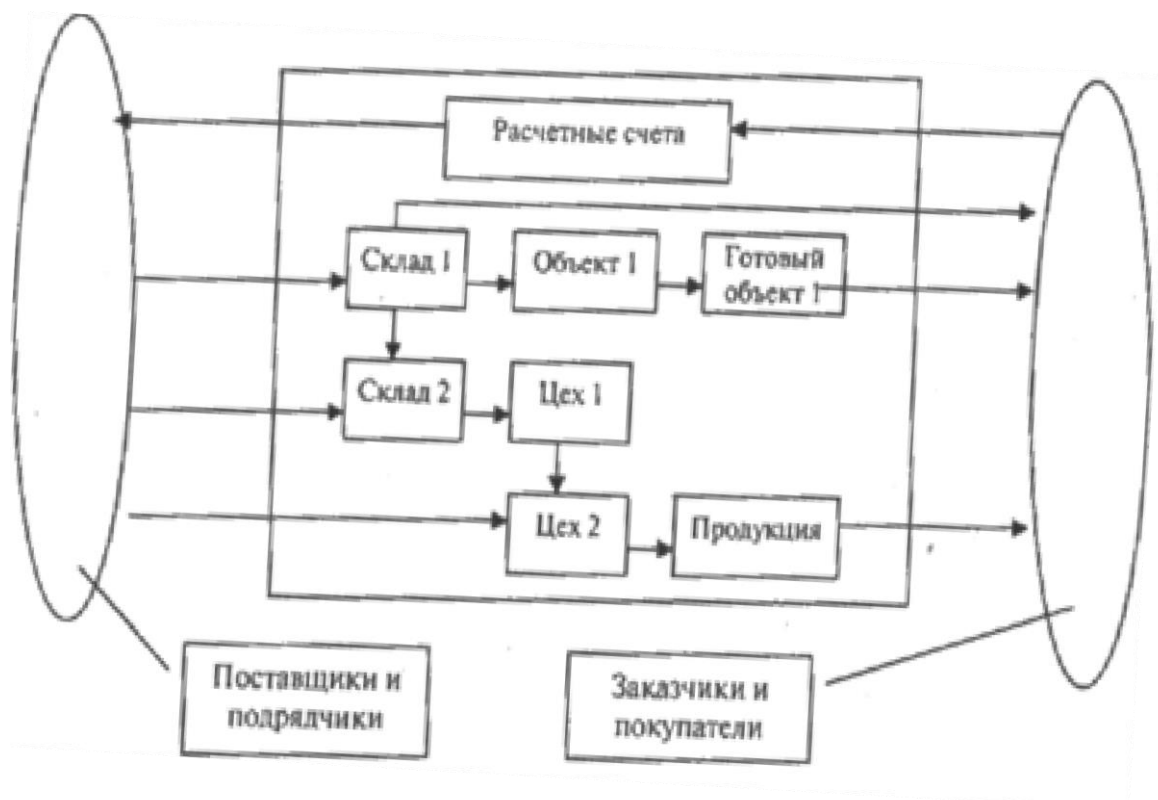 Расчетные счета
Склад 1
Объект 1
Готовый
объект 1
Склад 2
Цех 1
Цех 2
Продукция
Поставщики и
подрядчики
Заказчики и
покупатели